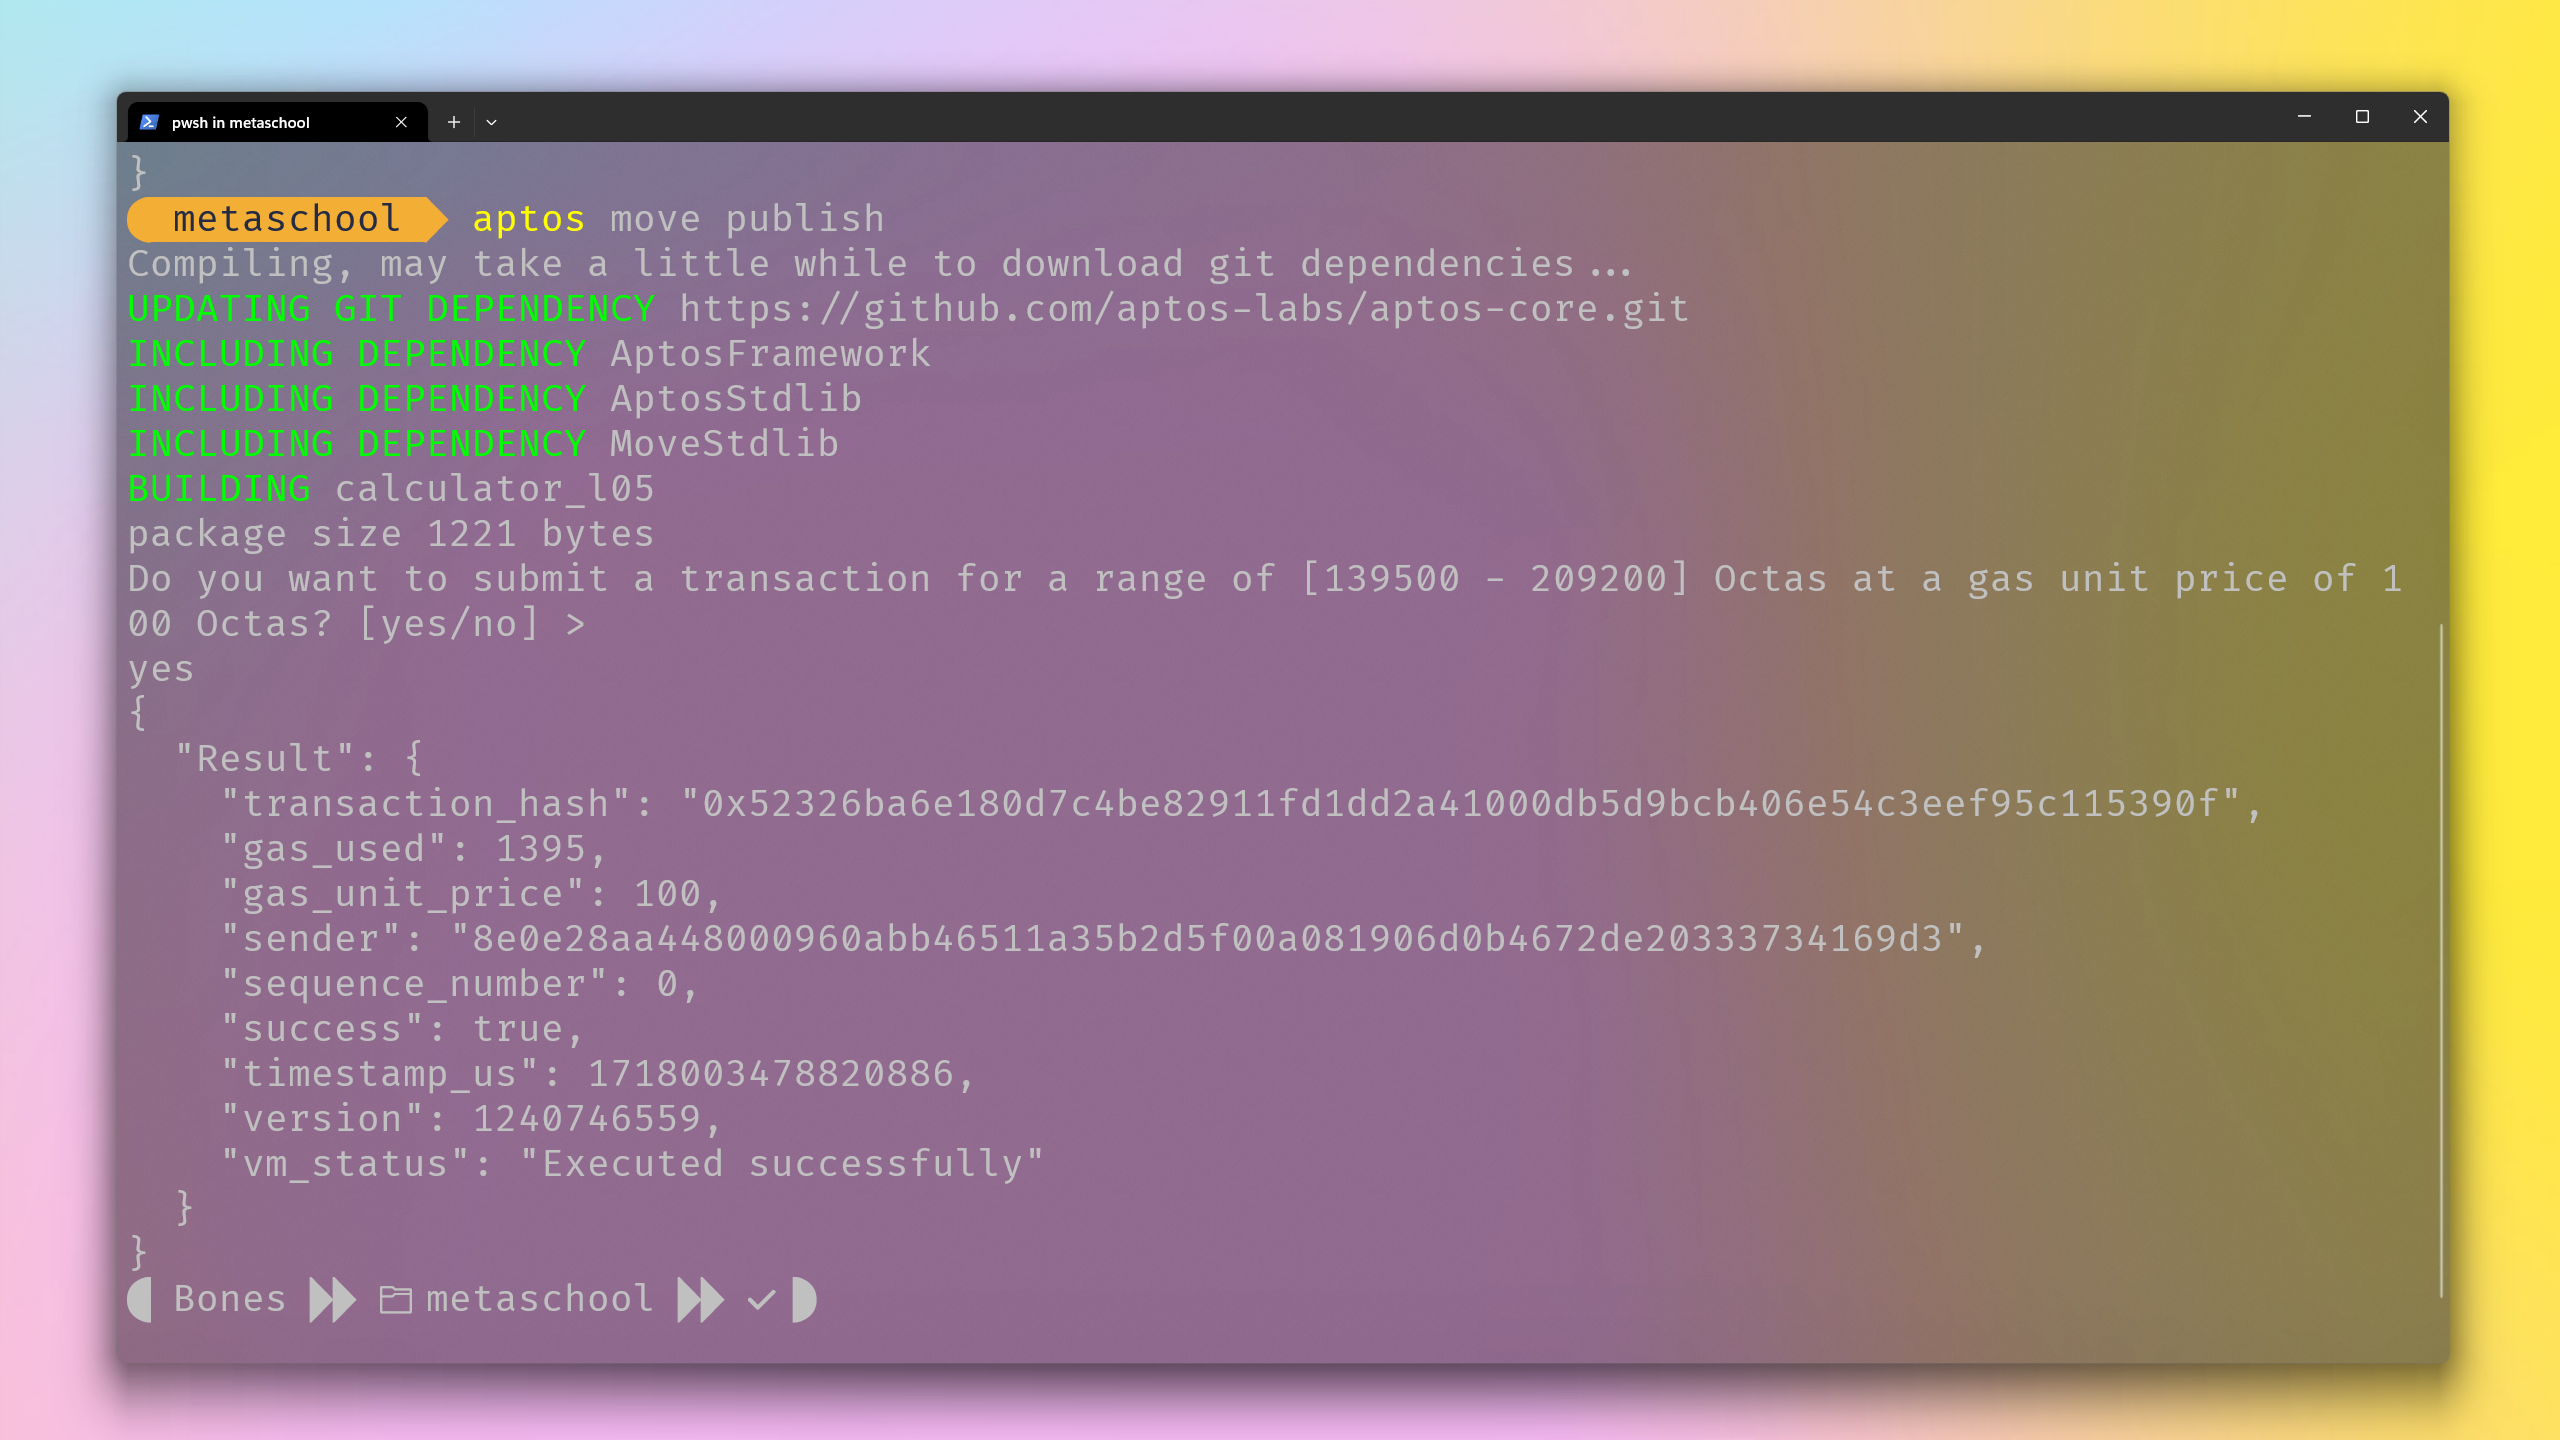 pwsh in metaschool
}
metaschool aptos move publish
Compiling, may take a little while to download git dependencies...
UPDATING GIT DEPENDENCY https://github.com/aptos-labs/aptos-core.git
INCLUDING DEPENDENCY AptosFramework
INCLUDING DEPENDENCY AptosStdlib
INCLUDING DEPENDENCY MoveStdlib
BUILDING calculator_l05
package size 1221 bytes
Do you want to submit a transaction for a range of [139500 - 209200] Octas at a gas unit price of 1
00 Octas? [yes/no] >
yes
{
  "Result": {
    "transaction_hash": "0x52326ba6e180d7c4be82911fd1dd2a41000db5d9bcb406e54c3eef95c115390f",
    "gas_used": 1395,
    "gas_unit_price": 100,
    "sender": "8e0e28aa448000960abb46511a35b2d5f00a081906d0b4672de20333734169d3",
    "sequence_number": 0,
    "success": true,
    "timestamp_us": 1718003478820886,
    "version": 1240746559,
    "vm_status": "Executed successfully"
  }
}
Bones metaschool